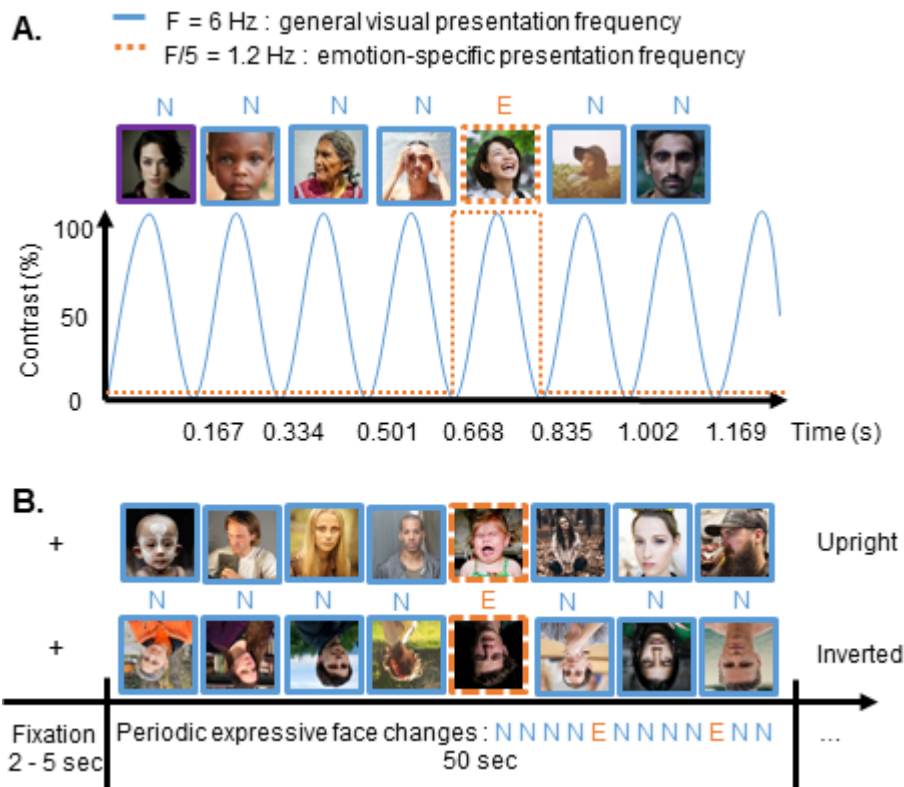 A.
F = 6 Hz : general visual presentation frequency
F/5 = 1.2 Hz : emotion-specific presentation frequency
N N N N E N N
Contrast (%)
100
50
0
0.167 0.334 0.501 0.668 0.835 1.002 1.169 Time (s)
B.
+ Upright
N N N N E N N N
+ Inverted
Fixation
2 - 5 sec
Periodic expressive face changes : N N N N E N N N N E N N
50 sec
...